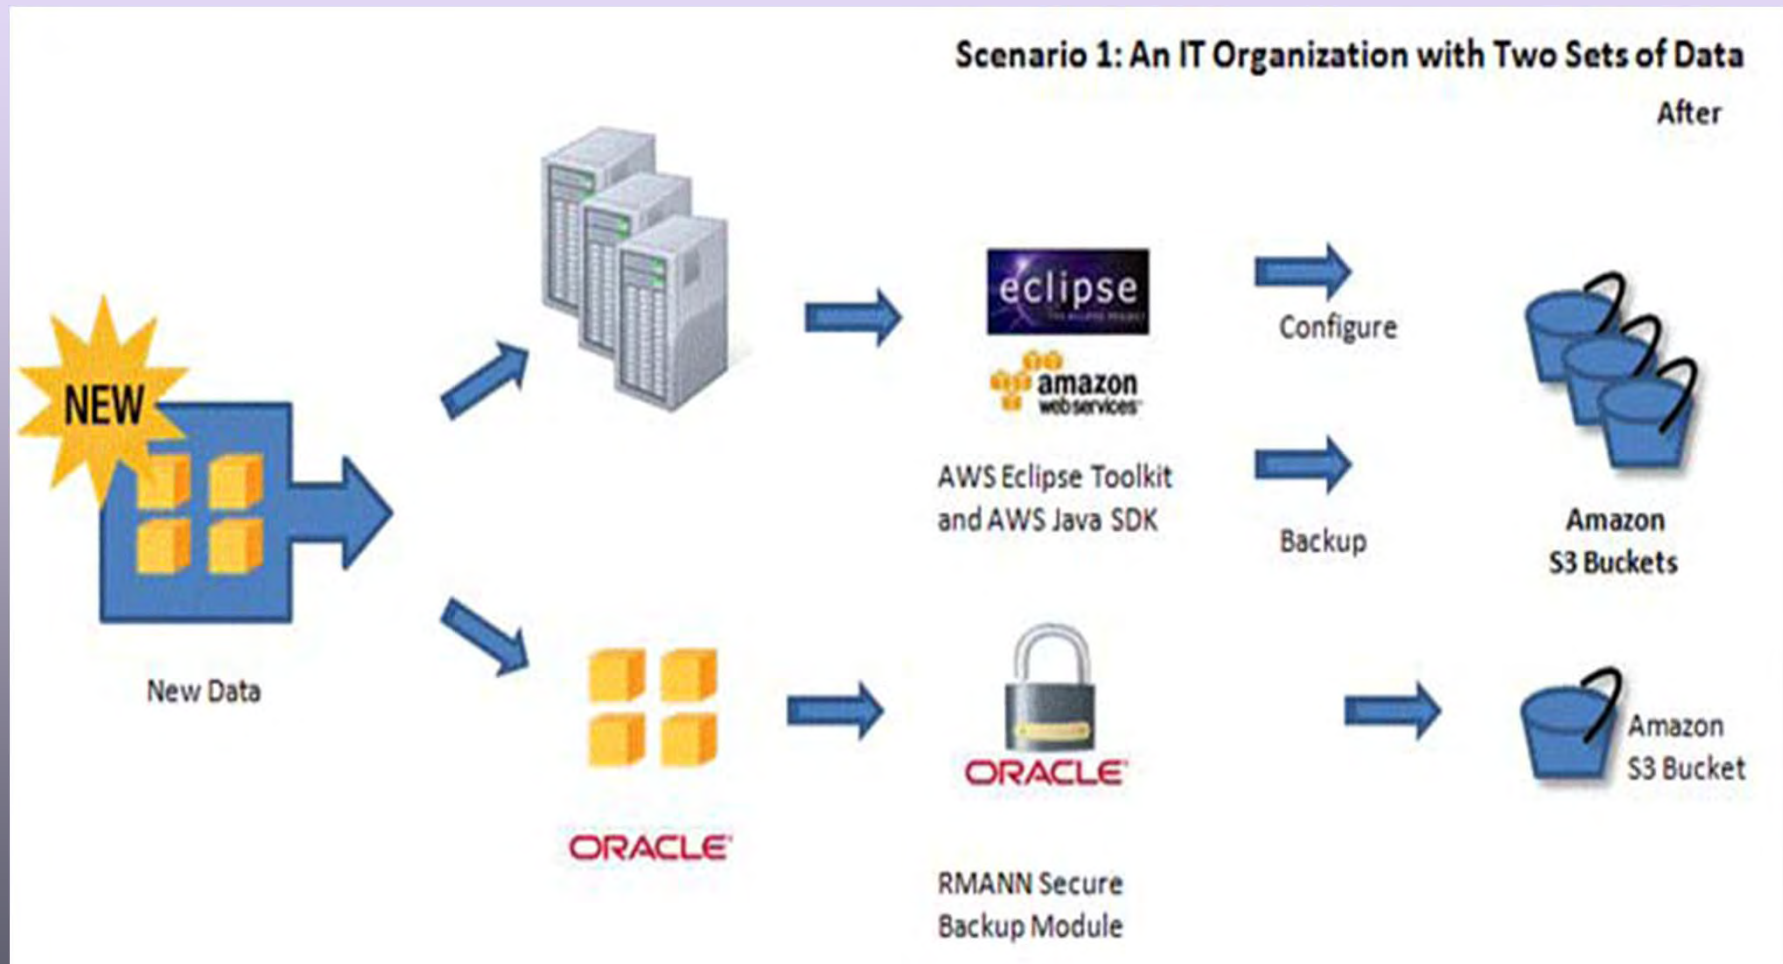 Scenario 1: An IT Organization with Two Sets of Data
After
NEW
New Data
eclipse
amazon
webservices™
AWS Eclipse Toolkit
and AWS Java SDK
Configure
Backup
Amazon
S3 Buckets
ORACLE
ORACLE
RMANN Secure
Backup Module
Amazon
S3 Bucket